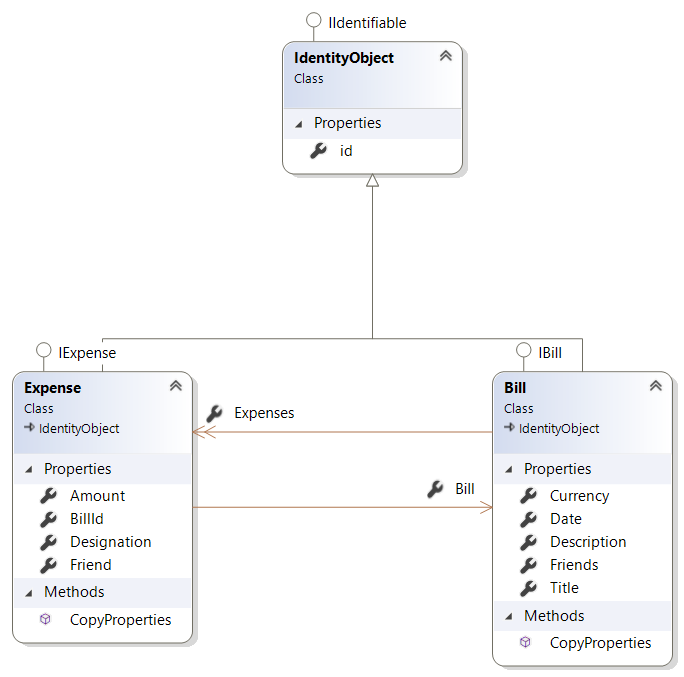 IIdentifiable
IdentityObject
Class
Properties
id
IExpense
Expense
Class
IdentityObject
Properties
Amount
BillId
Designation
Friend
Methods
CopyProperties
Expenses
Bill
IBill
Bill
Class
IdentityObject
Properties
Currency
Date
Description
Friends
Title
Methods
CopyProperties